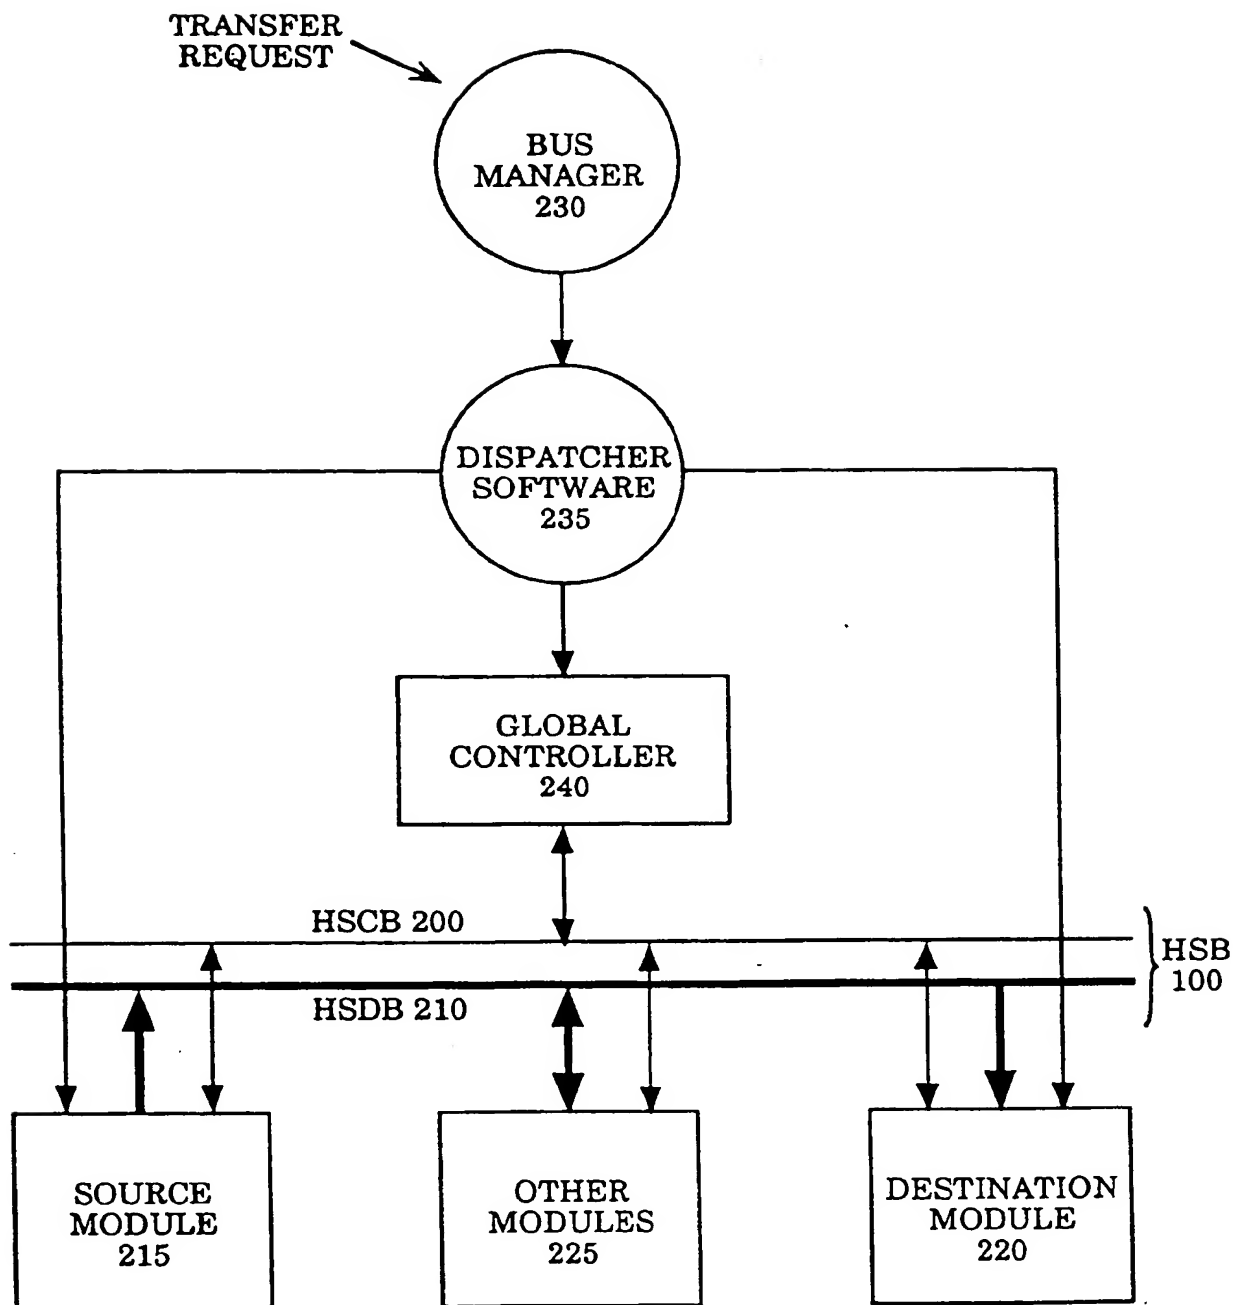 TRANSFER
REQUEST
BUS
MANAGER
230
DISPATCHER
SOFTWARE
235
GLOBAL
CONTROLLER
240
HSCB 200
HSB
100
HSDB 210
SOURCE
MODULE
215
OTHER
MODULES
225
DESTINATION
MODULE
220